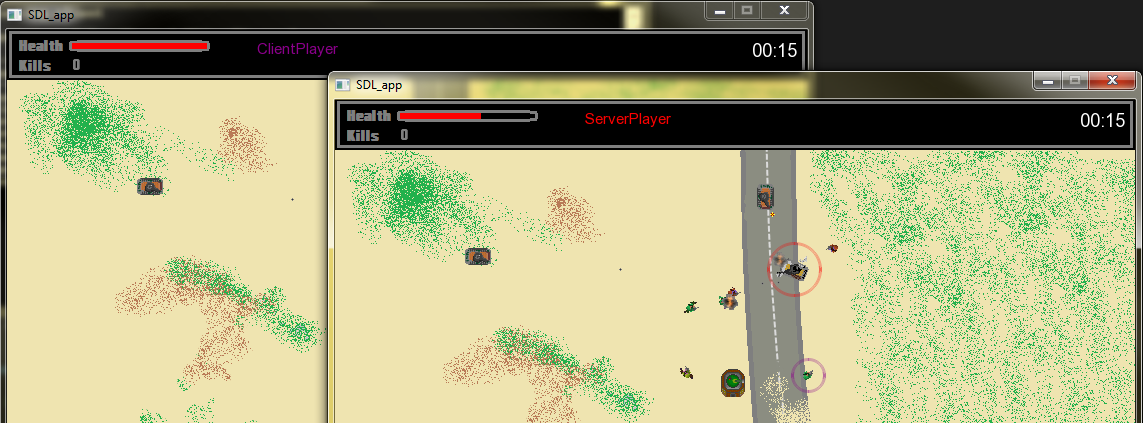 SDL_app
Health ClientPlayer 00:15
Kills 0
SDL_app
Health ServerPlayer 00:15
Kills 0